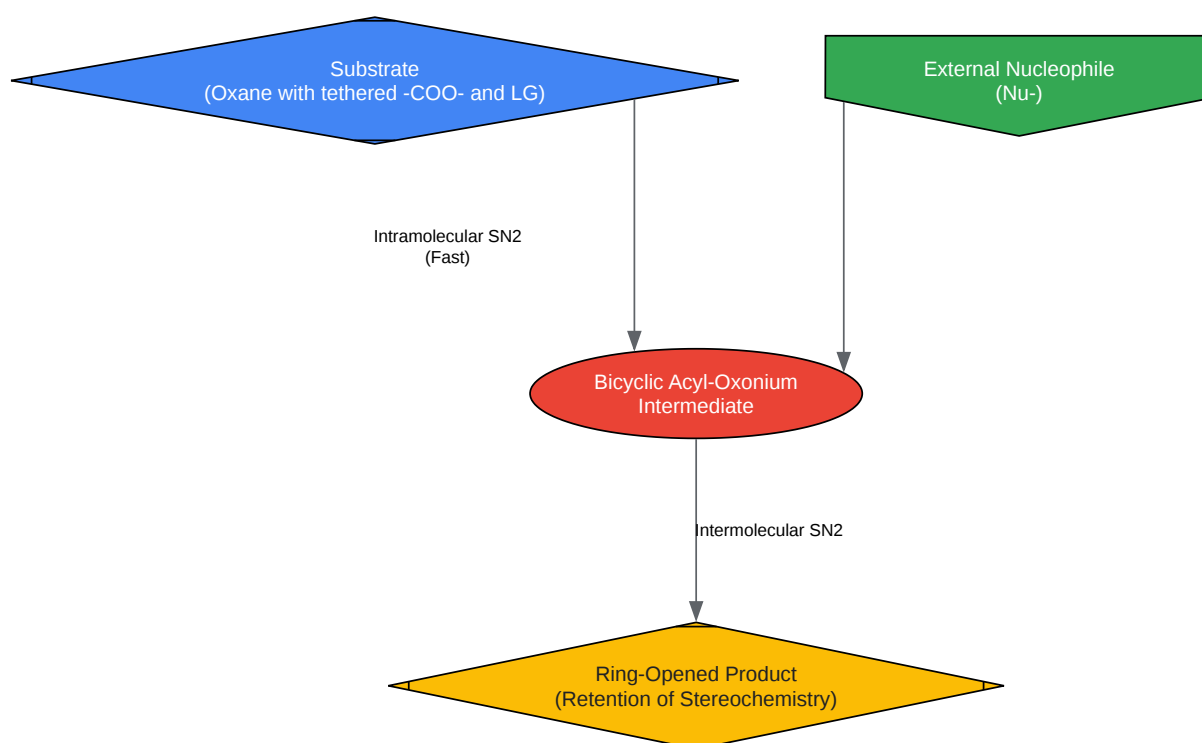 Substrate
(Oxane with tethered -COO- and LG)
External Nucleophile
(Nu-)
Intramolecular SN2
(Fast)
Bicyclic Acyl-Oxonium
Intermediate
Intermolecular SN2
Ring-Opened Product
(Retention of Stereochemistry)